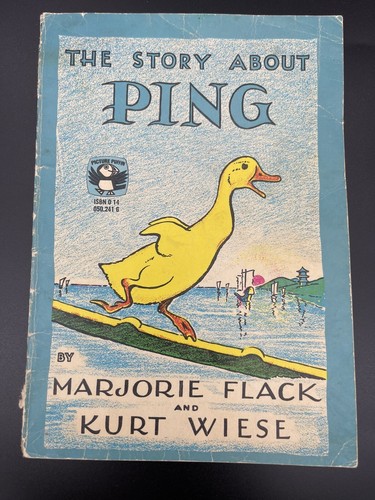 THE STORY ABOUT
PING
PICTURE PUFFIN
ISBN 0 14
050.241 6
BY
MARJORIE FLACK
AND
KURT WIESE